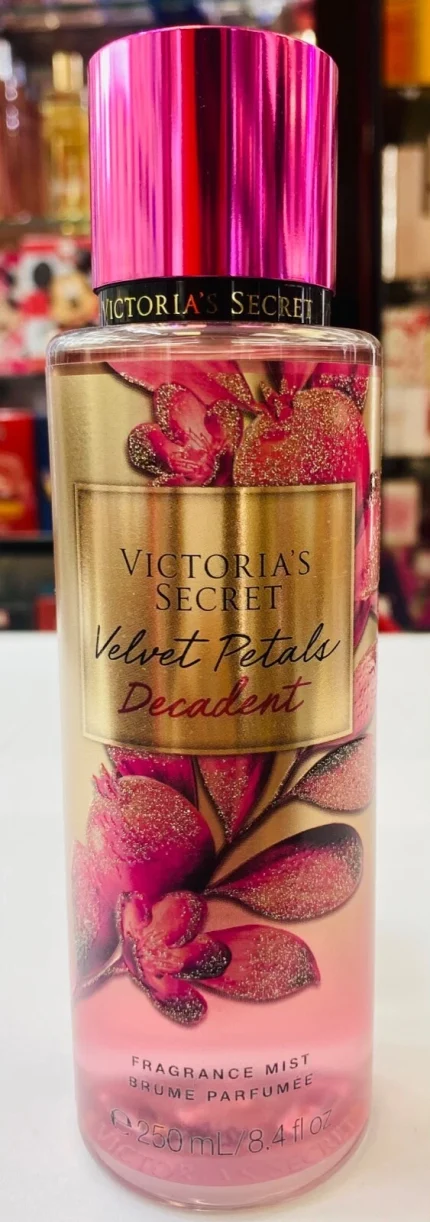 VICTORIA'S SECRET
VICTORIA'S
SECRET
Velvet Petals
Decadent
FRAGRANCE MIST
BRUME PARFUMÉE
℮ 250 mL/8.4 fl oz